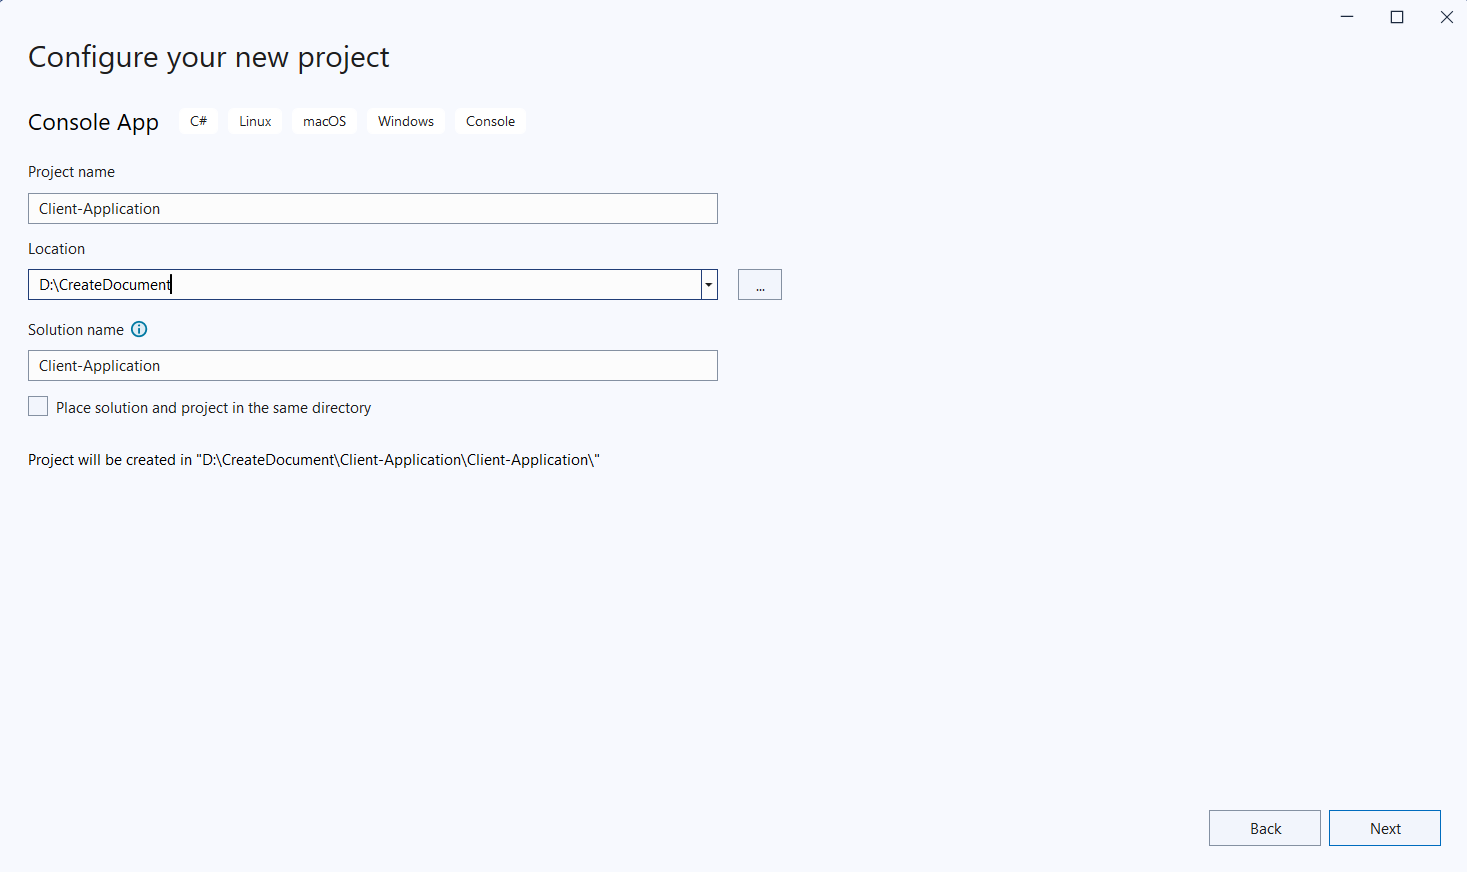 Configure your new project
Console App C# Linux macOS Windows Console
Project name
Client-Application
Location
D:\CreateDocument
...
Solution name
Client-Application
Place solution and project in the same directory
Project will be created in "D:\CreateDocument\Client-Application\Client-Application\"
Back Next